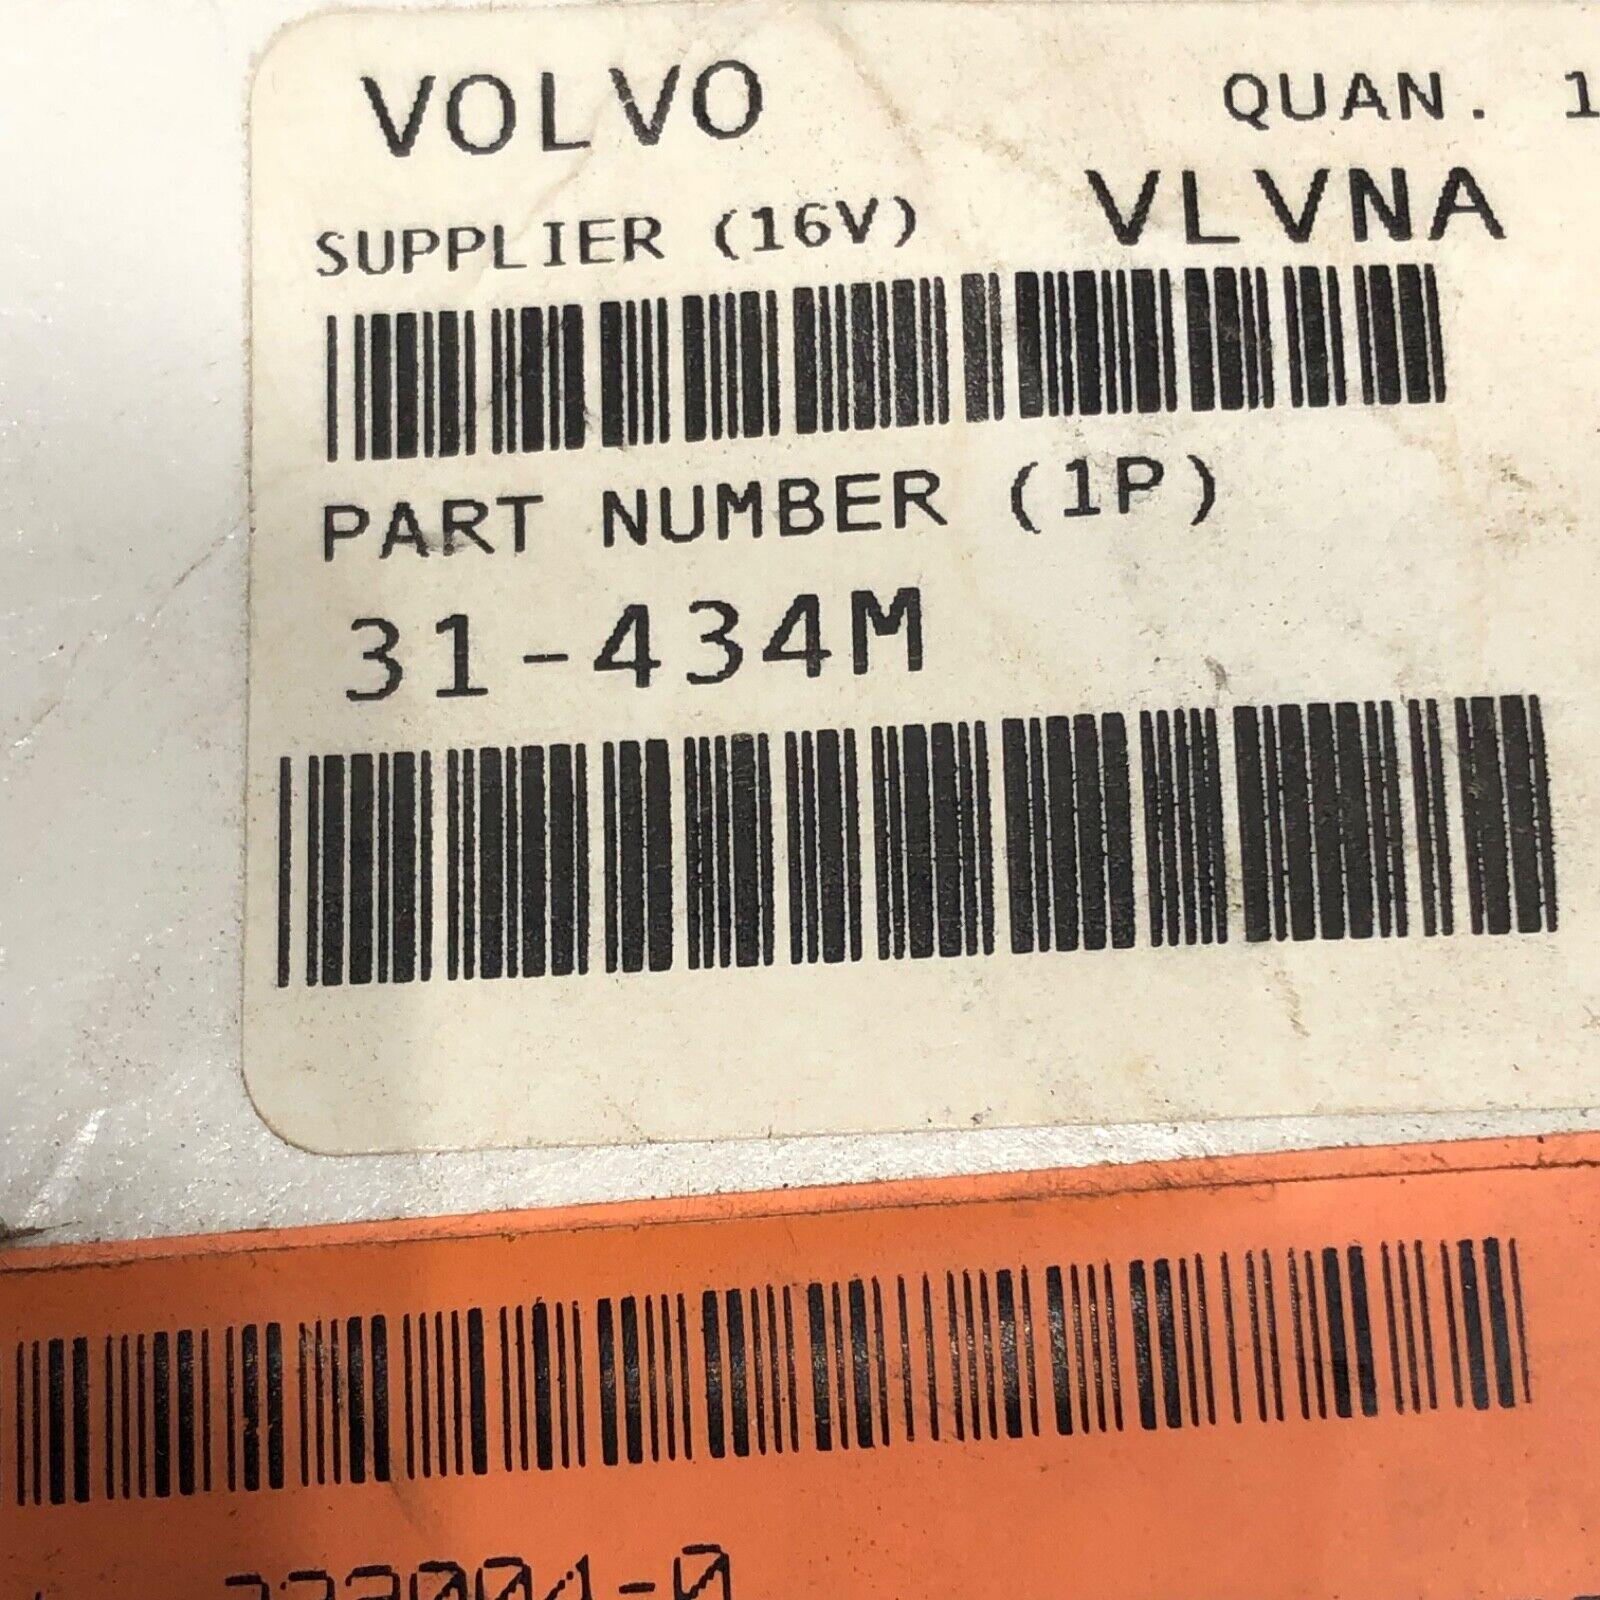 VOLVO QUAN. 1
SUPPLIER (16V) VLVNA
PART NUMBER (1P)
31-434M